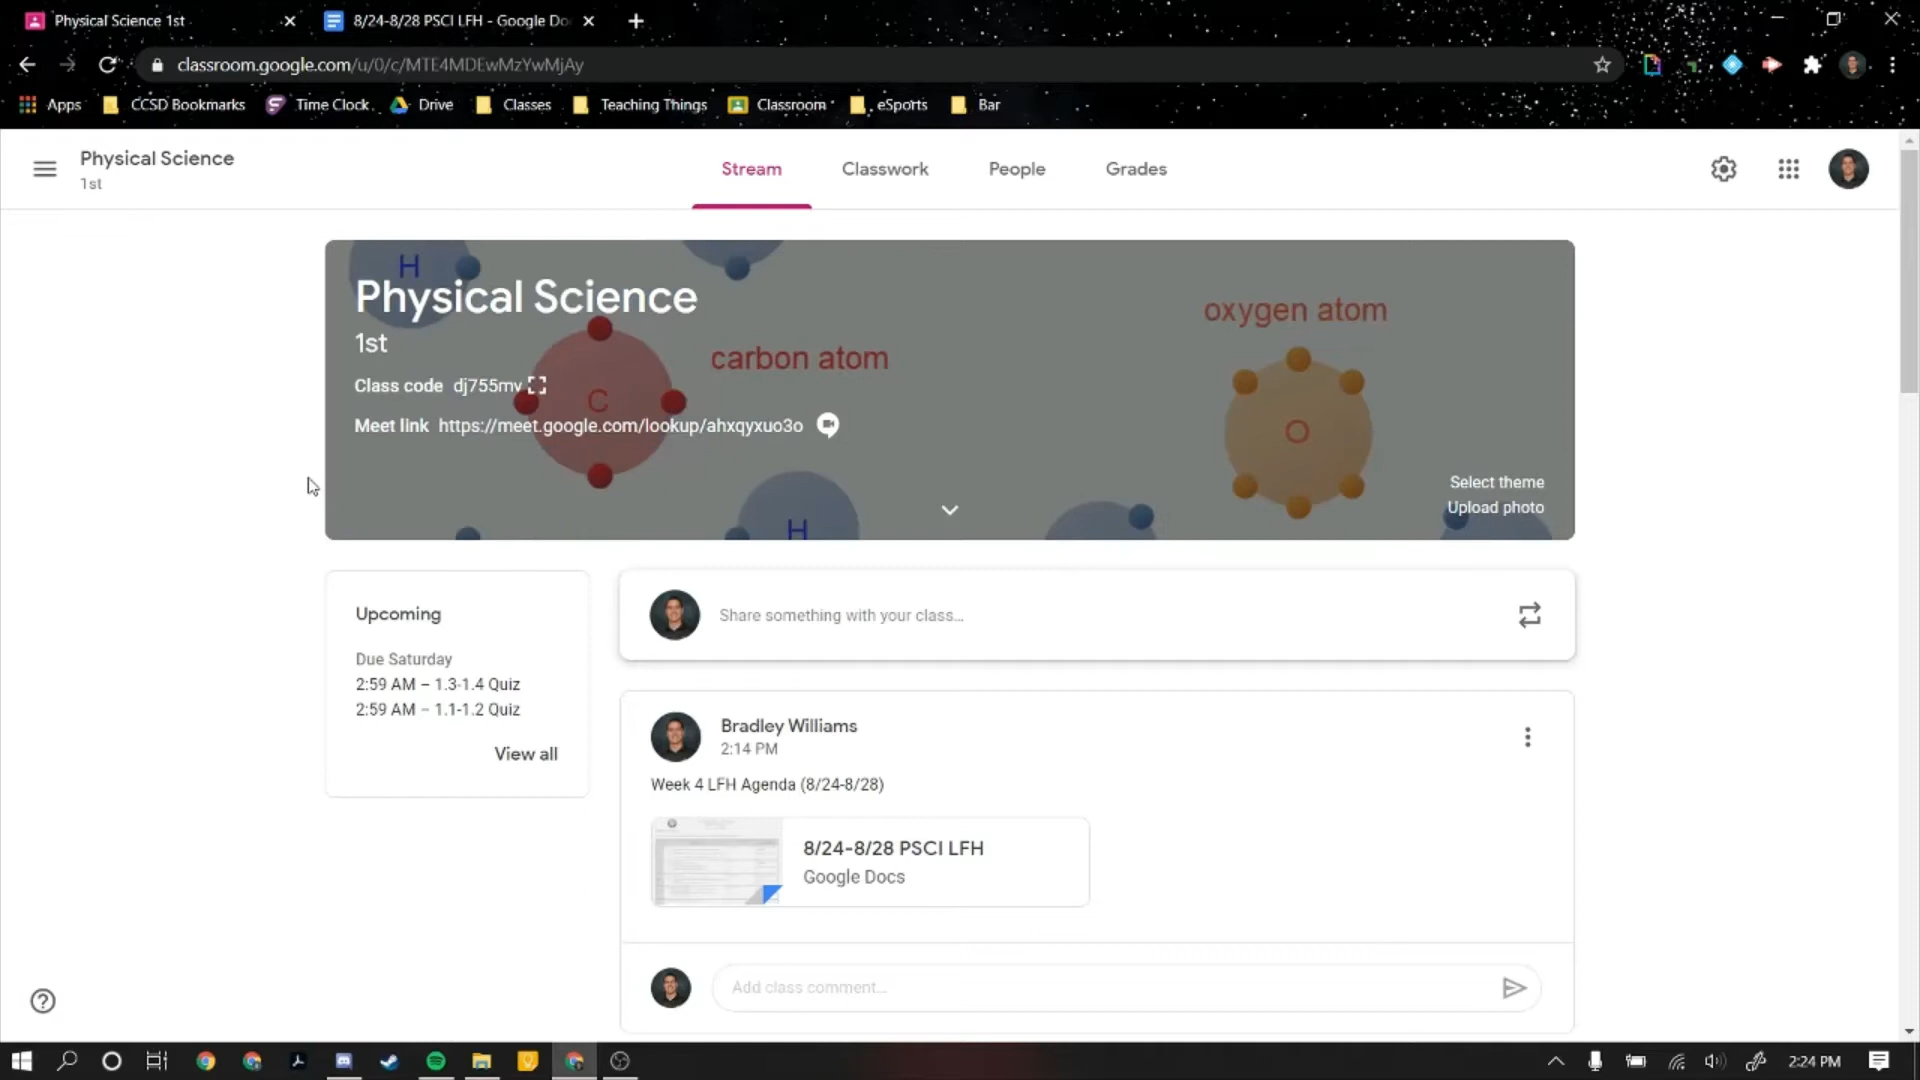 Physical Science 1st
8/24-8/28 PSCI LFH - Google Do
classroom.google.com/u/0/c/MTE4MDEwMzYwMjAy
Apps
CCSD Bookmarks
Time Clock
Drive
Classes
Teaching Things
Classroom
eSports
Bar
Physical Science
1st
Stream
Classwork
People
Grades
H
Physical Science
oxygen atom
1st
carbon atom
Class code dj755mv
C
Meet link https://meet.google.com/lookup/ahxqyxuo3o
O
Select theme
Upload photo
H
Upcoming
Due Saturday
2:59 AM – 1.3-1.4 Quiz
2:59 AM – 1.1-1.2 Quiz
View all
Share something with your class...
Bradley Williams
2:14 PM
Week 4 LFH Agenda (8/24-8/28)
8/24-8/28 PSCI LFH
Google Docs
Add class comment...
2:24 PM